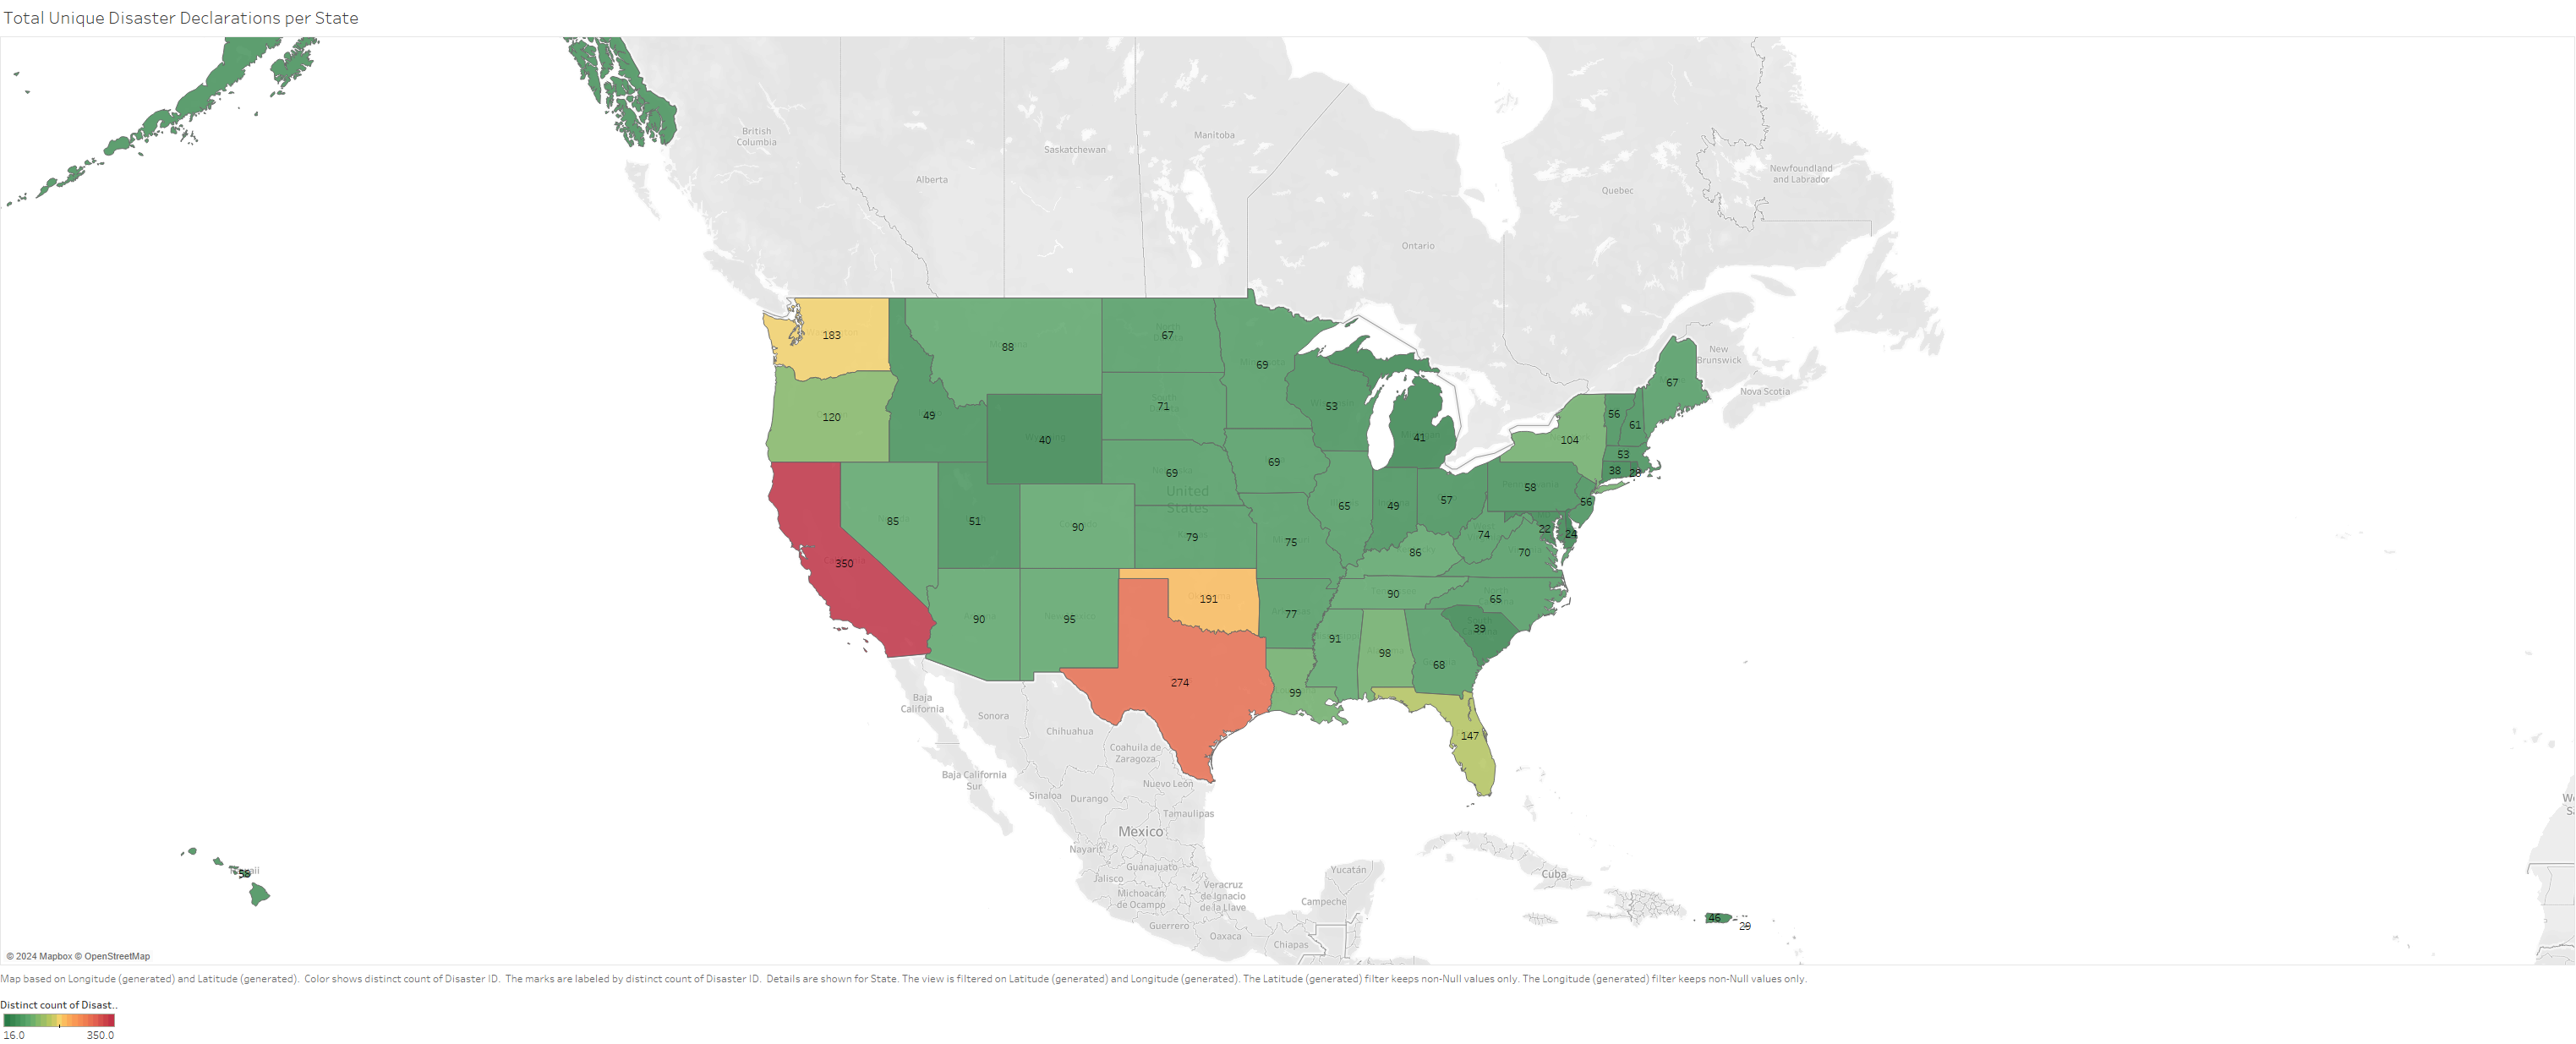 Total Unique Disaster Declarations per State
British
Columbia
Alberta
Saskatchewan
Manitoba
Ontario
Quebec
Newfoundland
and Labrador
New
Brunswick
Nova Scotia
183
88
67
69
120
49
40
71
53
41
104
56
61
67
53
38
69
69
58
56
350
85
51
90
79
75
65
49
57
74
22
24
70
86
90
65
90
95
191
77
91
98
68
39
274
99
147
United
States
Baja
California
Sonora
Chihuahua
Coahuila de
Zaragoza
Baja California
Sur
Sinaloa
Durango
Nuevo León
Tamaulipas
Mexico
Nayarit
Guanajuato
Jalisco
Michoacán
de Ocampo
Veracruz
de Ignacio
de la Llave
Guerrero
Oaxaca
Chiapas
Campeche
Yucatán
Cuba
46
29
© 2024 Mapbox © OpenStreetMap
Map based on Longitude (generated) and Latitude (generated). Color shows distinct count of Disaster ID. The marks are labeled by distinct count of Disaster ID. Details are shown for State. The view is filtered on Latitude (generated) and Longitude (generated). The Latitude (generated) filter keeps non-Null values only. The Longitude (generated) filter keeps non-Null values only.
Distinct count of Disast..
16.0 350.0